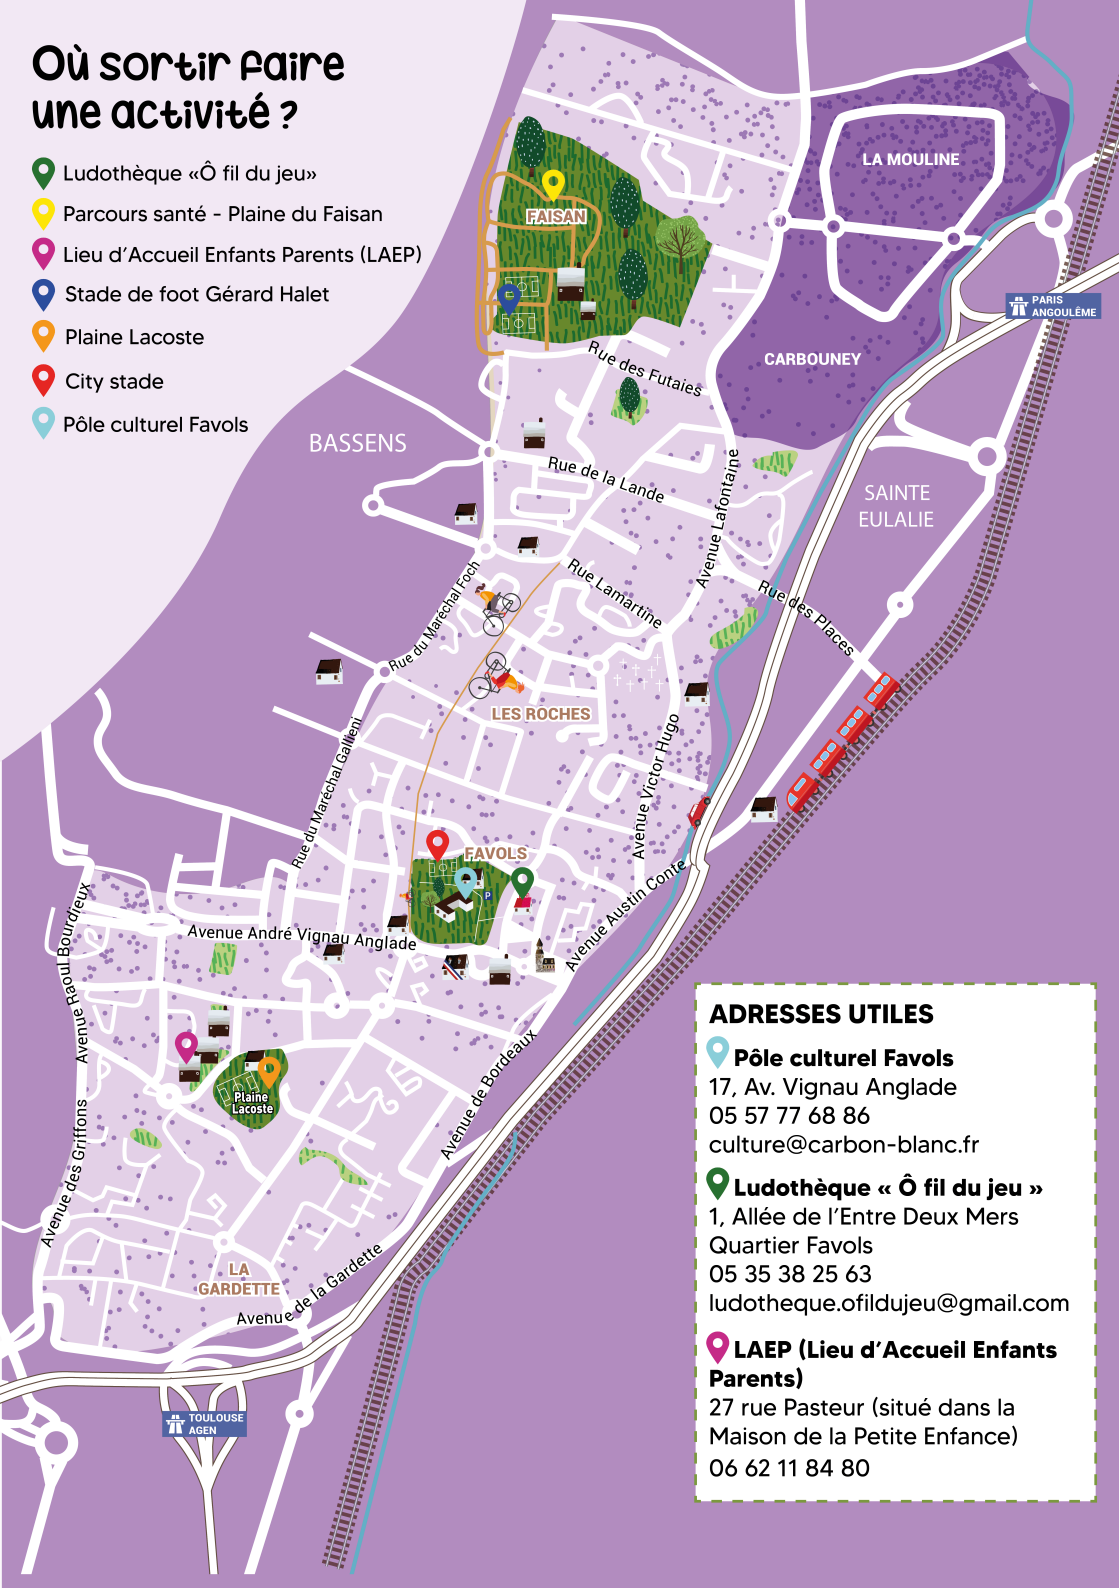 Où sortir faire
une activité ?
Ludothèque «Ô fil du jeu»
Parcours santé - Plaine du Faisan
Lieu d'Accueil Enfants Parents (LAEP)
Stade de foot Gérard Halet
Plaine Lacoste
City stade
Pôle culturel Favols
LA MOULINE
FAISAN
PARIS
ANGOULÊME
CARBOUNEY
Rue des Futaies
BASSENS
Rue de la Lande
Avenue Lafontaine
SAINTE
EULALIE
Rue du Maréchal Foch
Rue Lamartine
Rue des Places
LES ROCHES
Rue du Maréchal Gallieni
Avenue Victor Hugo
FAVOLS
P
Avenue Austin Conte
Avenue Raoul Bourdieux
Avenue André Vignau Anglade
Avenue de Bordeaux
Plaine
Lacoste
Avenue des Griffons
LA
GARDETTE
Avenue de la Gardette
TOULOUSE
AGEN
ADRESSES UTILES
Pôle culturel Favols
17, Av. Vignau Anglade
05 57 77 68 86
culture@carbon-blanc.fr
Ludothèque « Ô fil du jeu »
1, Allée de l'Entre Deux Mers
Quartier Favols
05 35 38 25 63
ludotheque.ofildujeu@gmail.com
LAEP (Lieu d'Accueil Enfants
Parents)
27 rue Pasteur (situé dans la
Maison de la Petite Enfance)
06 62 11 84 80